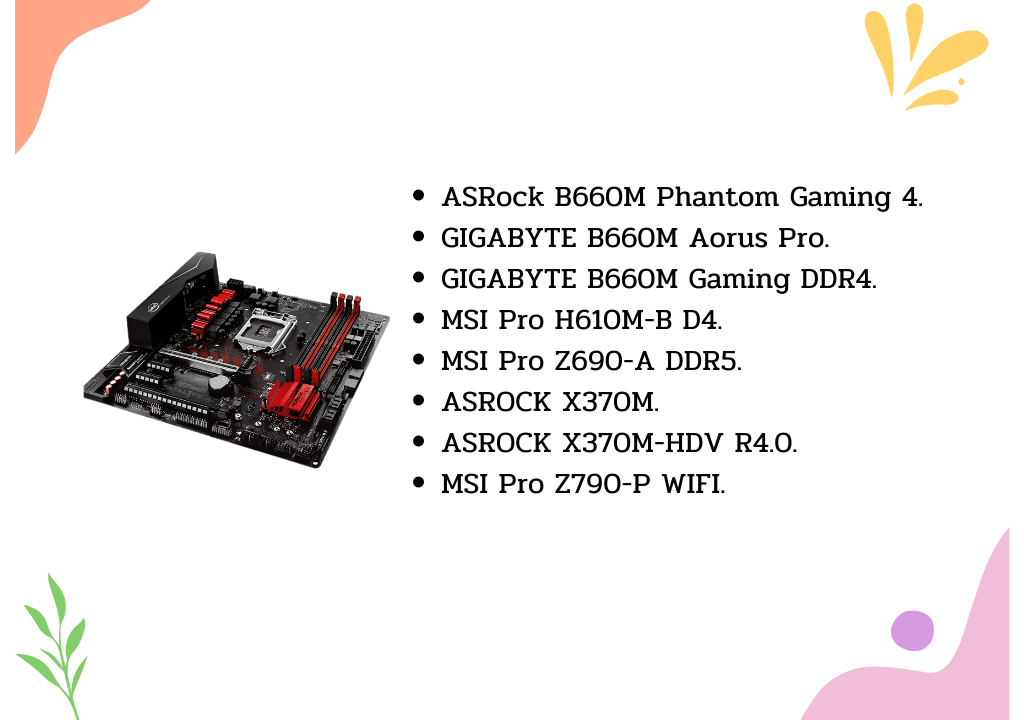 ASRock B660M Phantom Gaming 4.
GIGABYTE B660M Aorus Pro.
GIGABYTE B660M Gaming DDR4.
MSI Pro H610M-B D4.
MSI Pro Z690-A DDR5.
ASROCK X370M.
ASROCK X370M-HDV R4.0.
MSI Pro Z790-P WIFI.